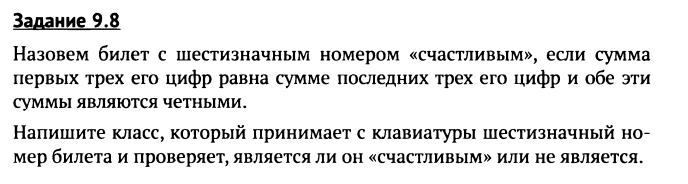 Задание 9.8
Назовем билет с шестизначным номером «счастливым», если сумма
первых трех его цифр равна сумме последних трех его цифр и обе эти
суммы являются четными.
Напишите класс, который принимает с клавиатуры шестизначный но-
мер билета и проверяет, является ли он «счастливым» или не является.